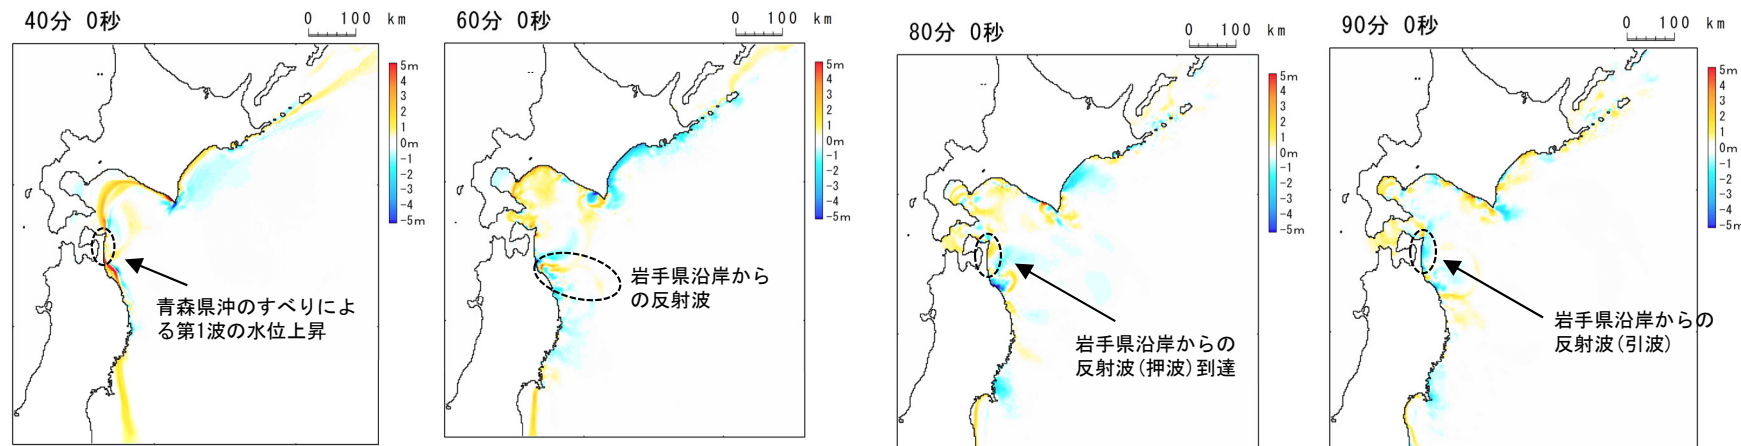 40分 0秒
0 100 km
5m
4
3
2
1
0m
-1
-2
-3
-4
-5m
青森県沖のすべりによ
る第1波の水位上昇
60分 0秒
0 100 km
5m
4
3
2
1
0m
-1
-2
-3
-4
-5m
岩手県沿岸から
の反射波
80分 0秒
0 100 km
5m
4
3
2
1
0m
-1
-2
-3
-4
-5m
岩手県沿岸からの
反射波(押波)到達
90分 0秒
0 100 km
5m
4
3
2
1
0m
-1
-2
-3
-4
-5m
岩手県沿岸からの
反射波(引波)